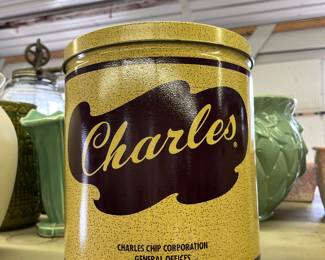 Charles®
CHARLES CHIP CORPORATION
GENERAL OFFICES